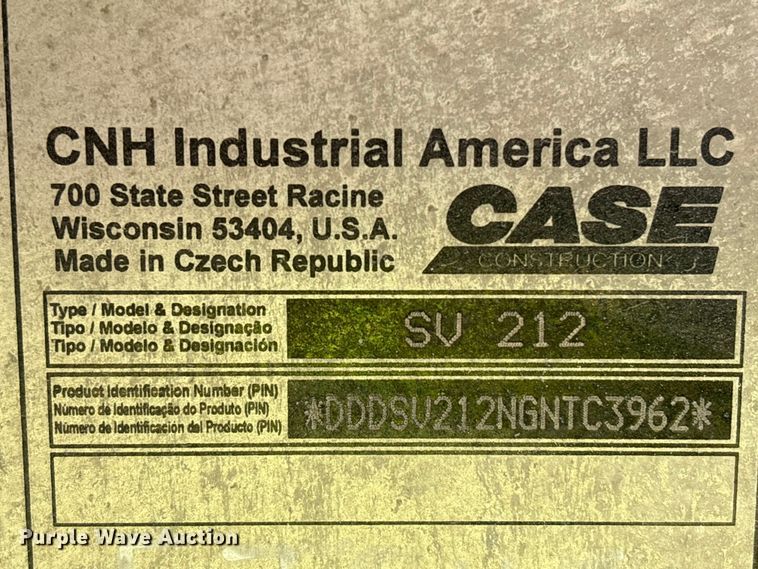 CNH Industrial America LLC
700 State Street Racine
Wisconsin 53404, U.S.A.
Made in Czech Republic
CASE
CONSTRUCTION
Type / Model & Designation
Tipo / Modelo & Designação
Tipo / Modelo & Designación
SV 212
Product Identification Number (PIN)
Número de Identificação do Produto (PIN)
Número de Identificación del Producto (PIN)
*DDDSV212NGNTC3962*
Purple Wave Auction